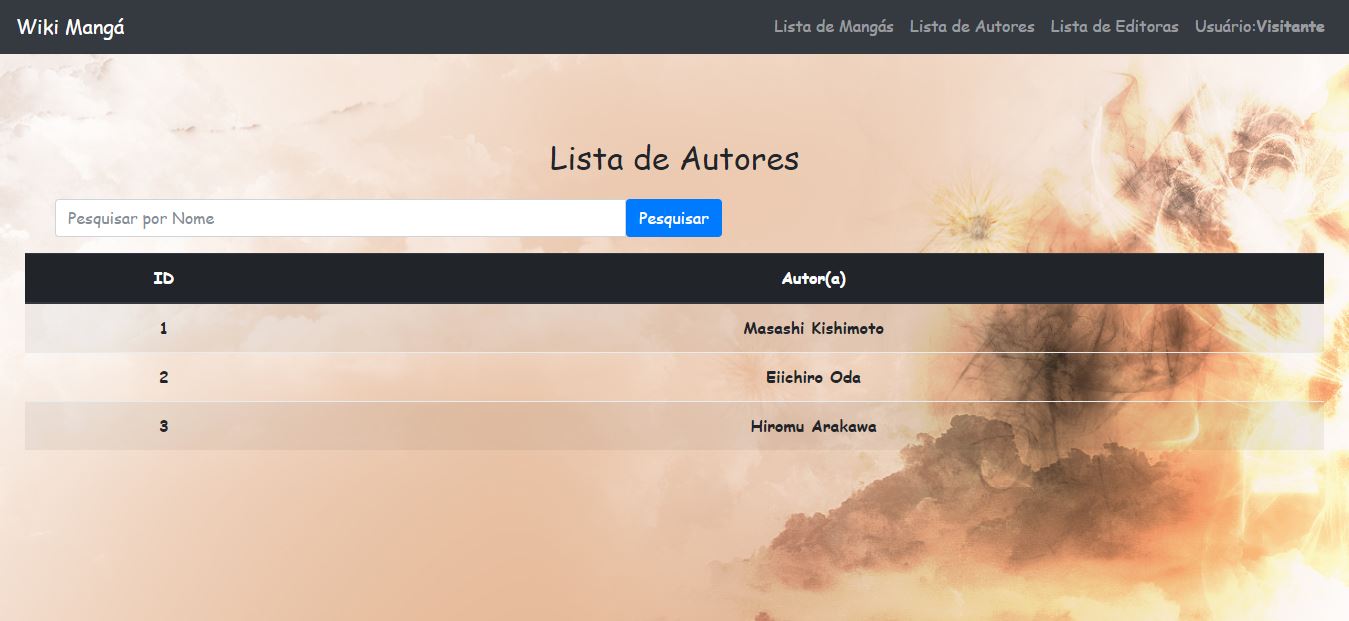 Wiki Mangá Lista de Mangás Lista de Autores Lista de Editoras Usuário:Visitante
Lista de Autores
Pesquisar por Nome Pesquisar
ID Autor(a)
1 Masashi Kishimoto
2 Eiichiro Oda
3 Hiromu Arakawa